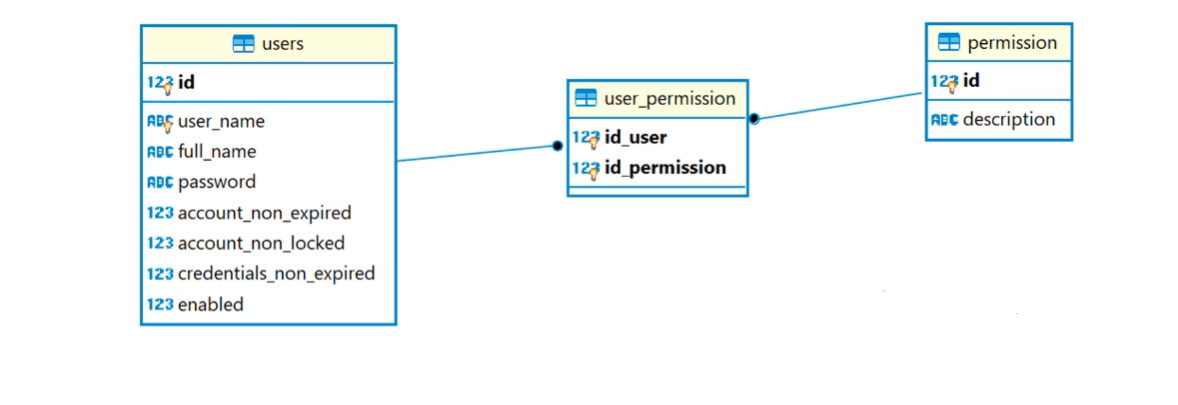 users
123 id
ABC user_name
ABC full_name
ABC password
123 account_non_expired
123 account_non_locked
123 credentials_non_expired
123 enabled
user_permission
123 id_user
123 id_permission
permission
123 id
ABC description